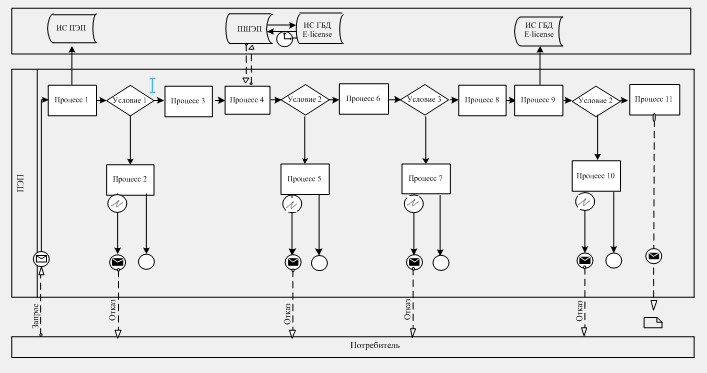 ИС ПЭП
ПШЭП
ИС ГБД
E-license
ИС ГБД
E-license
ПЭП
Процесс 1
Условие 1
Процесс 3
Процесс 4
Условие 2
Процесс 6
Условие 3
Процесс 8
Процесс 9
Условие 2
Процесс 11
Процесс 2
Процесс 5
Процесс 7
Процесс 10
Запрос
Отказ
Отказ
Отказ
Отказ
Потребитель